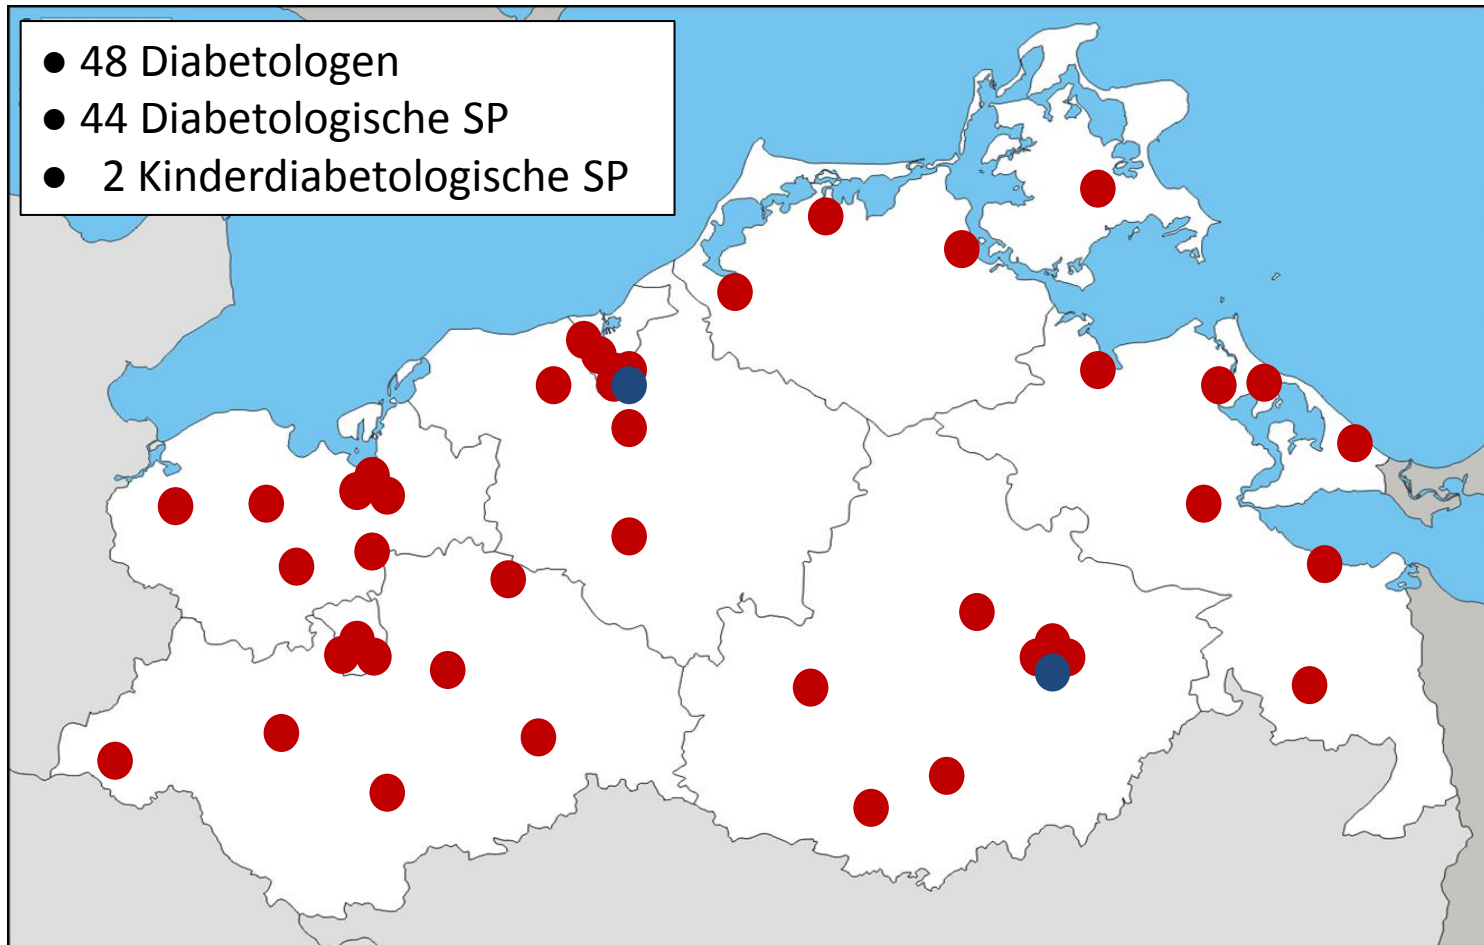 ● 48 Diabetologen
● 44 Diabetologische SP
● 2 Kinderdiabetologische SP